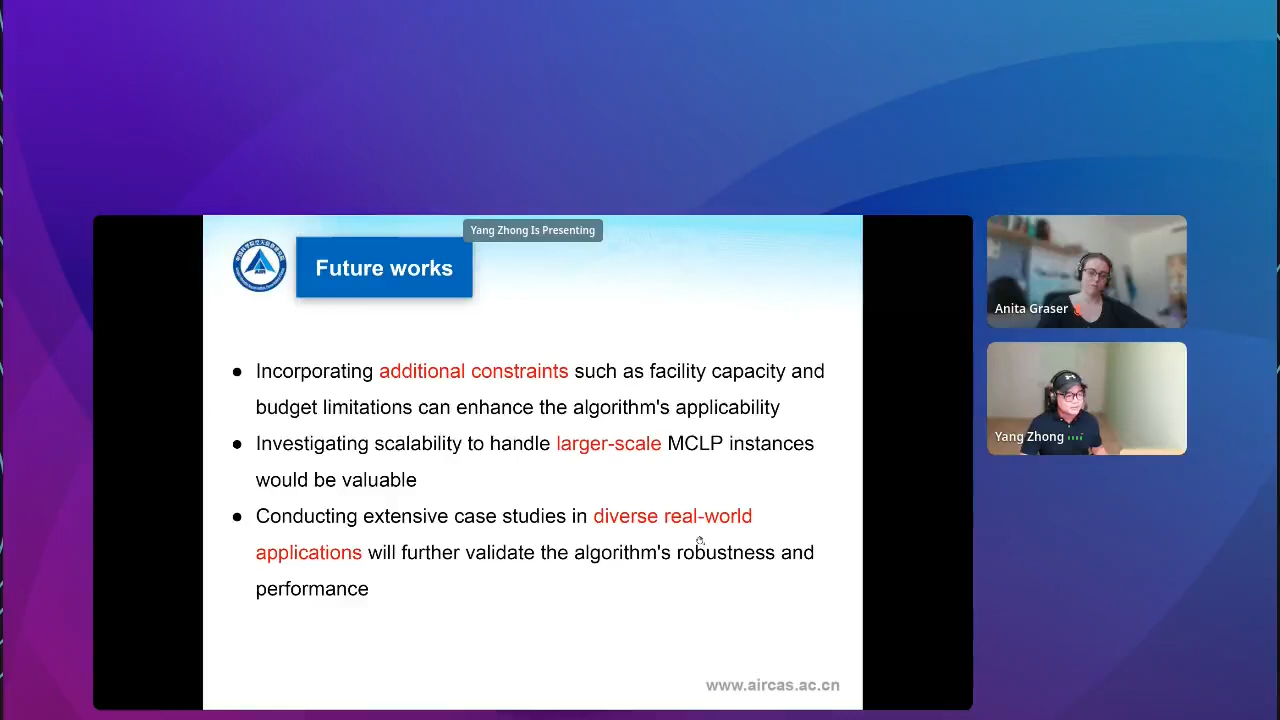 Yang Zhong Is Presenting
Future works
AIR
● Incorporating additional constraints such as facility capacity and
budget limitations can enhance the algorithm's applicability
● Investigating scalability to handle larger-scale MCLP instances
would be valuable
● Conducting extensive case studies in diverse real-world
applications will further validate the algorithm's robustness and
performance
www.aircas.ac.cn
Anita Graser
Yang Zhong